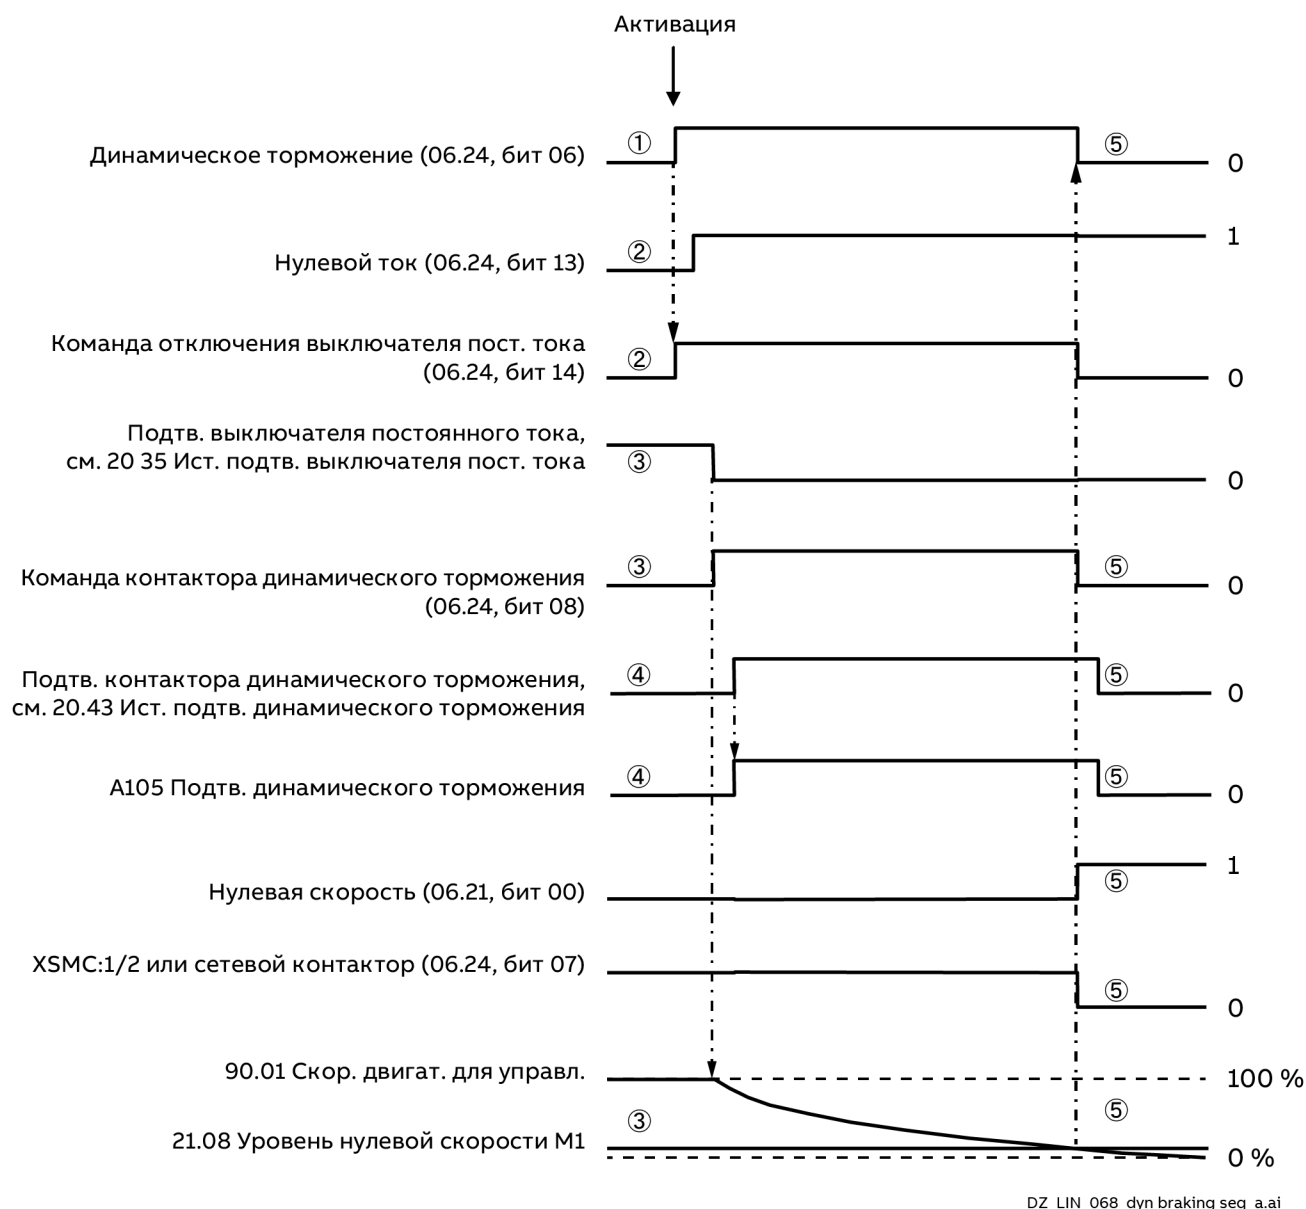 Активация
Динамическое торможение (06.24, бит 06)
①
⑤
0
1
Нулевой ток (06.24, бит 13)
②
Команда отключения выключателя пост. тока
(06.24, бит 14)
②
0
Подтв. выключателя постоянного тока,
см. 20 35 Ист. подтв. выключателя пост. тока
③
0
Команда контактора динамического торможения
(06.24, бит 08)
③
⑤
0
Подтв. контактора динамического торможения,
см. 20.43 Ист. подтв. динамического торможения
④
⑤
0
A105 Подтв. динамического торможения
④
⑤
0
Нулевая скорость (06.21, бит 00)
⑤
1
XSMC:1/2 или сетевой контактор (06.24, бит 07)
⑤
0
90.01 Скор. двигат. для управл.
100 %
③
⑤
21.08 Уровень нулевой скорости M1
0 %
DZ_LIN_068_dyn braking seq_a.ai